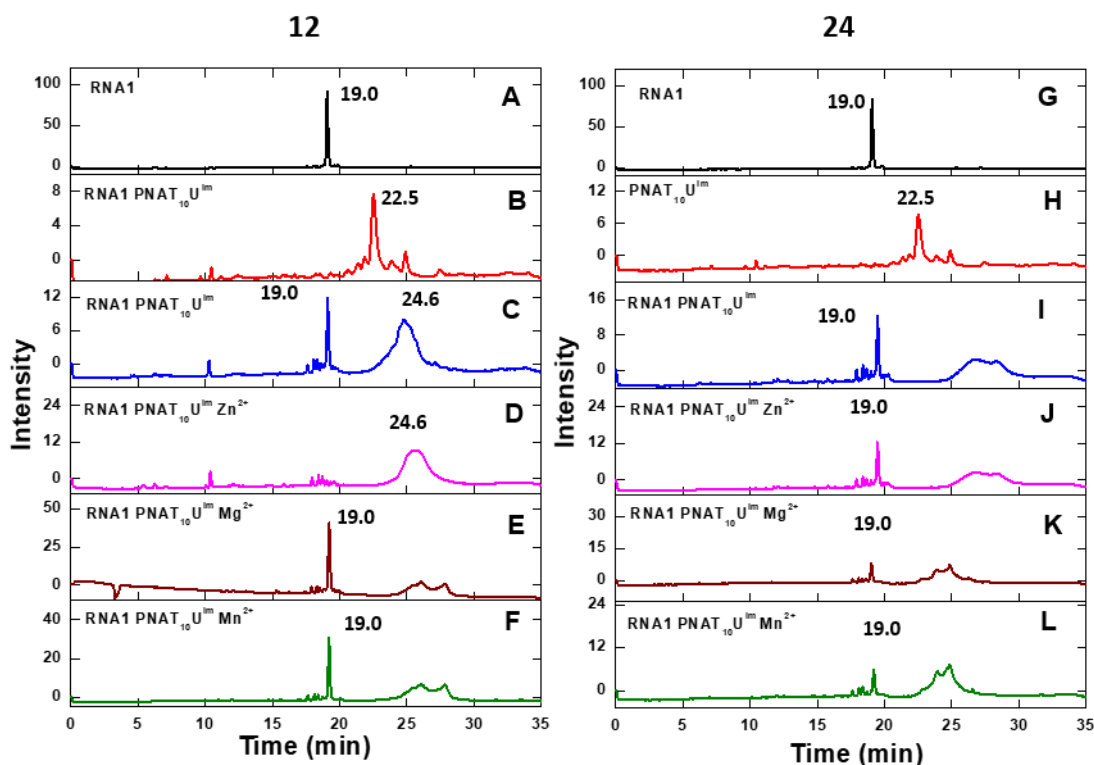 12
24
RNA1
19.0
A
100
50
0
RNA1 PNAT₁₀Uᴵᵐ
22.5
B
8
4
0
RNA1 PNAT₁₀Uᴵᵐ
19.0
24.6
C
12
6
0
RNA1 PNAT₁₀Uᴵᵐ Zn²⁺
24.6
D
24
12
0
RNA1 PNAT₁₀Uᴵᵐ Mg²⁺
19.0
E
50
25
0
RNA1 PNAT₁₀Uᴵᵐ Mn²⁺
19.0
F
40
20
0
0 5 10 15 20 25 30 35
Time (min)
Intensity
RNA1
19.0
G
100
50
0
PNAT₁₀Uᴵᵐ
22.5
H
12
6
0
RNA1 PNAT₁₀Uᴵᵐ
19.0
I
16
8
0
RNA1 PNAT₁₀Uᴵᵐ Zn²⁺
19.0
J
24
12
0
RNA1 PNAT₁₀Uᴵᵐ Mg²⁺
19.0
K
30
15
0
RNA1 PNAT₁₀Uᴵᵐ Mn²⁺
19.0
L
24
12
0
0 5 10 15 20 25 30 35
Time (min)
Intensity